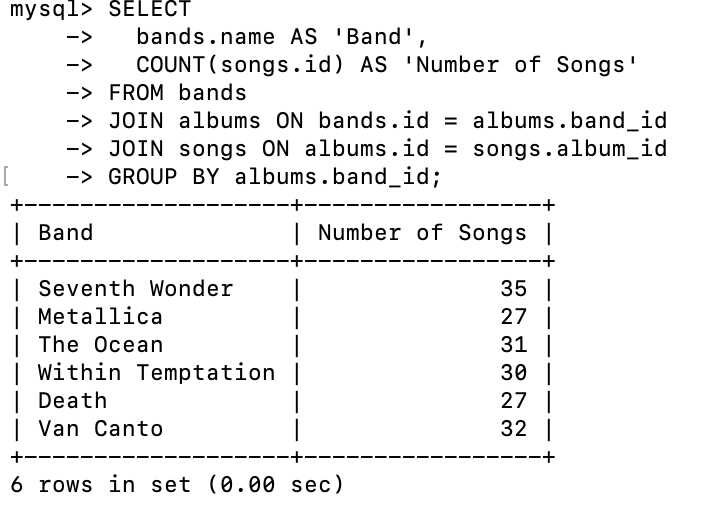 mysql> SELECT
    ->   bands.name AS 'Band',
    ->   COUNT(songs.id) AS 'Number of Songs'
    -> FROM bands
    -> JOIN albums ON bands.id = albums.band_id
    -> JOIN songs ON albums.id = songs.album_id
[    -> GROUP BY albums.band_id;
+-------------------+-----------------+
| Band              | Number of Songs |
+-------------------+-----------------+
| Seventh Wonder    |              35 |
| Metallica         |              27 |
| The Ocean         |              31 |
| Within Temptation |              30 |
| Death             |              27 |
| Van Canto         |              32 |
+-------------------+-----------------+
6 rows in set (0.00 sec)